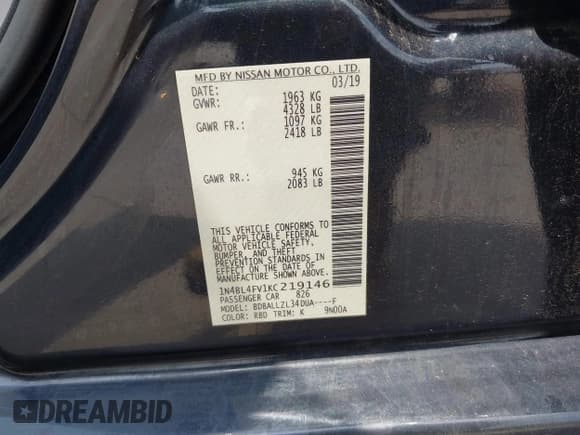 MFD BY NISSAN MOTOR CO., LTD.
DATE: 03/19
GVWR: 1963 KG
4328 LB
GAWR FR.: 1097 KG
2418 LB
GAWR RR.: 945 KG
2083 LB
THIS VEHICLE CONFORMS TO
ALL APPLICABLE FEDERAL
MOTOR VEHICLE SAFETY,
BUMPER, AND THEFT
PREVENTION STANDARDS IN
EFFECT ON THE DATE OF
MANUFACTURE SHOWN ABOVE.
1N4BL4FV1KC219146
PASSENGER CAR 826
MODEL: BDBALLZL34DUA----F
COLOR: RBD TRIM: K 9N00A
DREAMBID